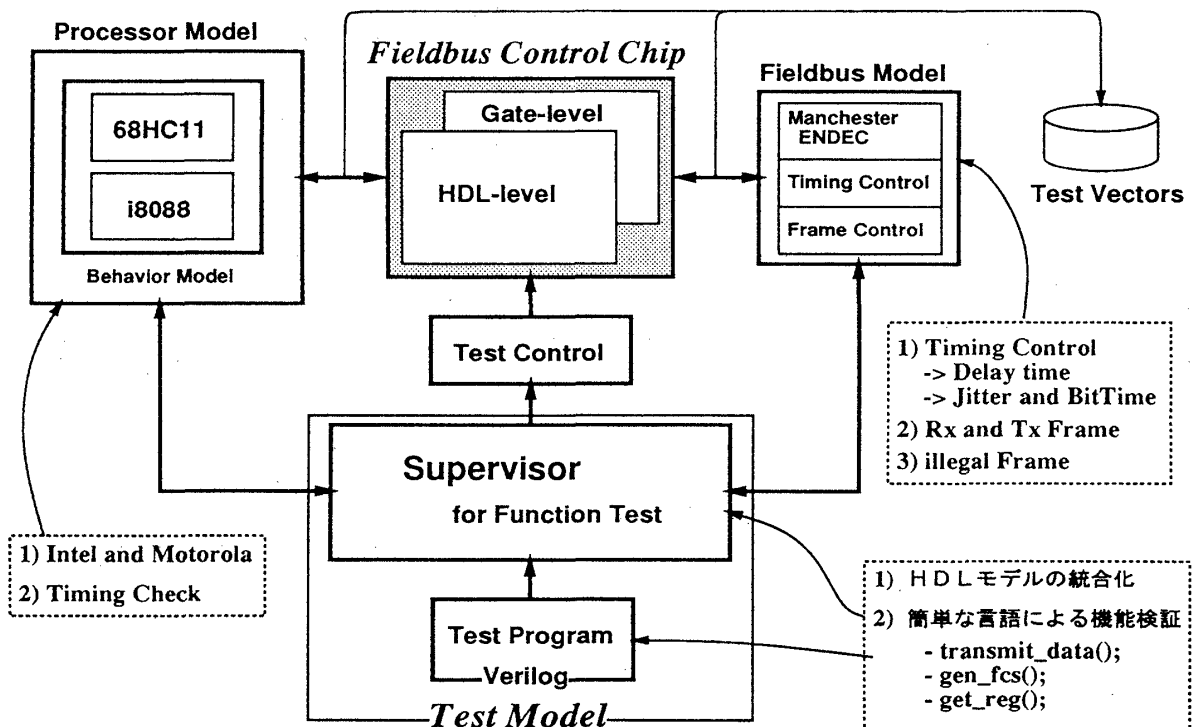 Processor Model
68HC11
i8088
Behavior Model
Fieldbus Control Chip
Gate-level
HDL-level
Fieldbus Model
Manchester
ENDEC
Timing Control
Frame Control
Test Vectors
Test Control
Supervisor
for Function Test
Test Program
Verilog
Test Model
1) Intel and Motorola
2) Timing Check
1) Timing Control
-> Delay time
-> Jitter and BitTime
2) Rx and Tx Frame
3) illegal Frame
1) HDLモデルの統合化
2) 簡単な言語による機能検証
- transmit_data();
- gen_fcs();
- get_reg();